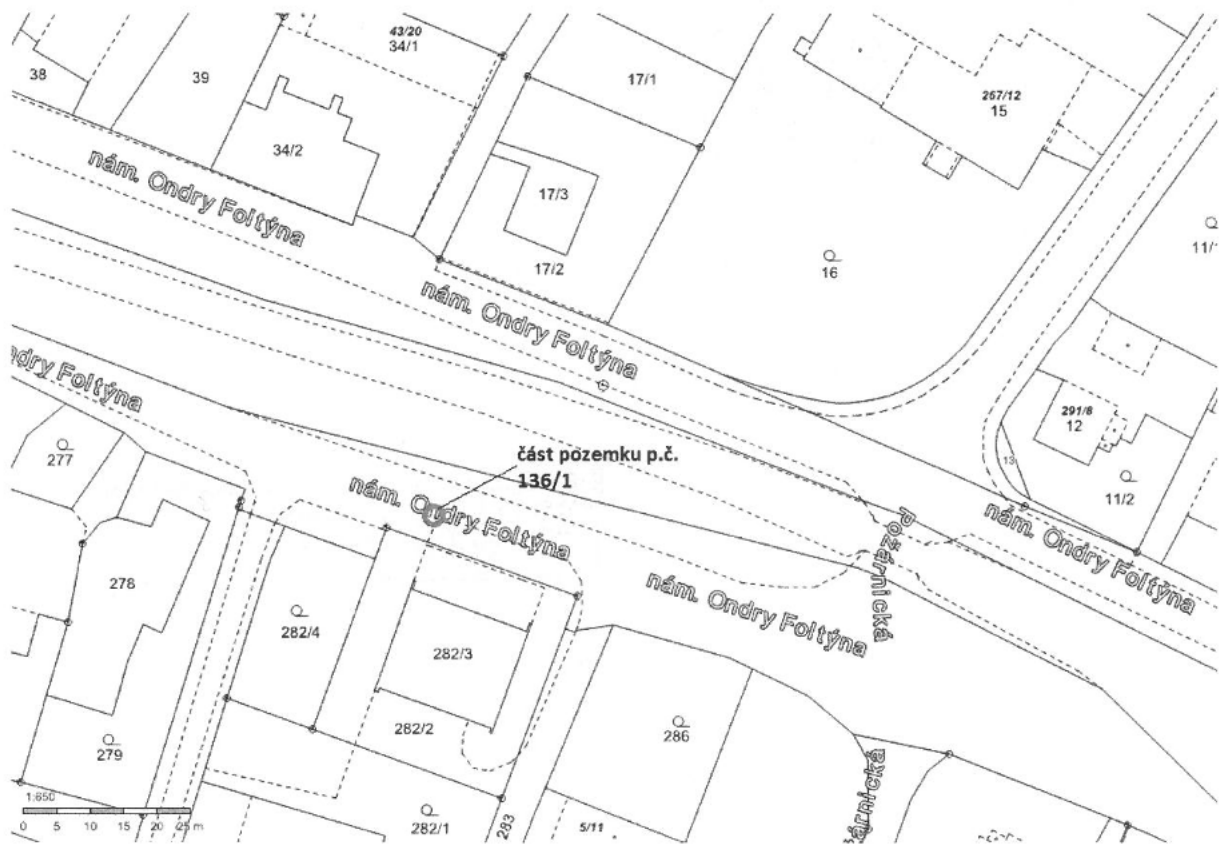 43/20
34/1
38
39
17/1
267/12
15
34/2
nám. Ondry Foltýna
17/3
11/1
17/2
16
nám. Ondry Foltýna
ndry Foltýna
291/8
12
část pozemku p.č.
136/1
277
13
11/2
nám. Ondry Foltýna
nám. Ondry Foltýna
Požárnická
278
nám. Ondry Foltýna
282/4
282/3
282/2
286
279
1:650
0 5 10 15 20 25 m
282/1
283
5/11
árnická